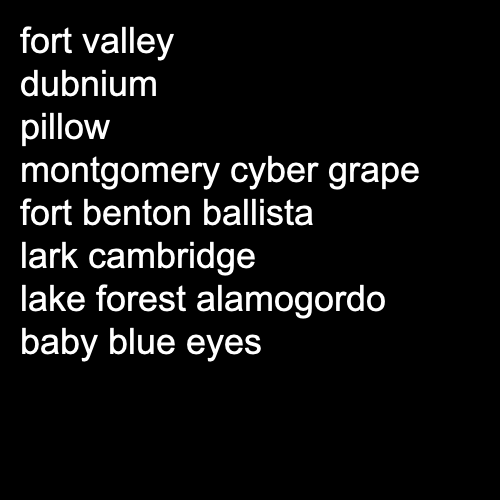 fort valley
dubnium
pillow
montgomery cyber grape
fort benton ballista
lark cambridge
lake forest alamogordo
baby blue eyes